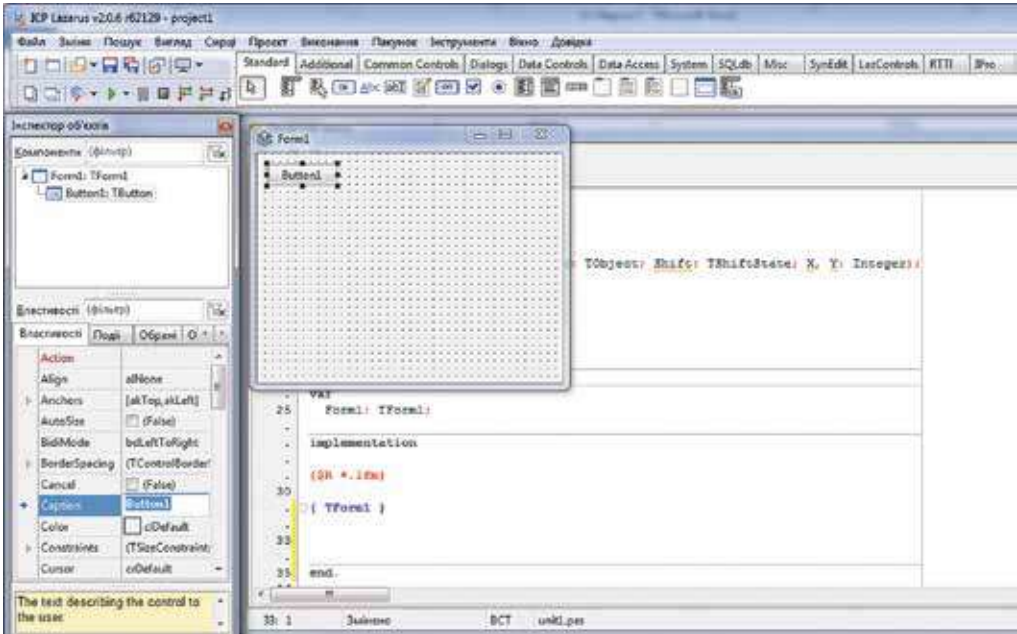 ІСР Lazarus v2.0.6 r62129 - project1
Файл Зміни Пошук Вигляд Сирці Проект Виконання Пакунок Інструменти Вікно Довідка
Standard Additional Common Controls Dialogs Data Controls Data Access System SQLdb Misc SynEdit LazControls RTTI IPro
Інспектор об'єктів
Компоненти (фільтр)
Form1: TForm1
Button1: TButton
Form1
Button1
TObject; Shift: TShiftState; X, Y: Integer);
Властивості (фільтр)
Властивості Події Обрані О
Action
Align alNone
Anchors [akTop,akLeft]
AutoSize (False)
BidiMode bdLeftToRight
BorderSpacing (TControlBorder
Cancel (False)
Caption Button1
Color clDefault
Constraints (TSizeConstraint
Cursor crDefault
The text describing the control to
the user.
var
25 Form1: TForm1;
implementation
{$R *.lfm}
30
{ TForm1 }
33
35 end.
33: 1 Змінено ВСТ unit1.pas